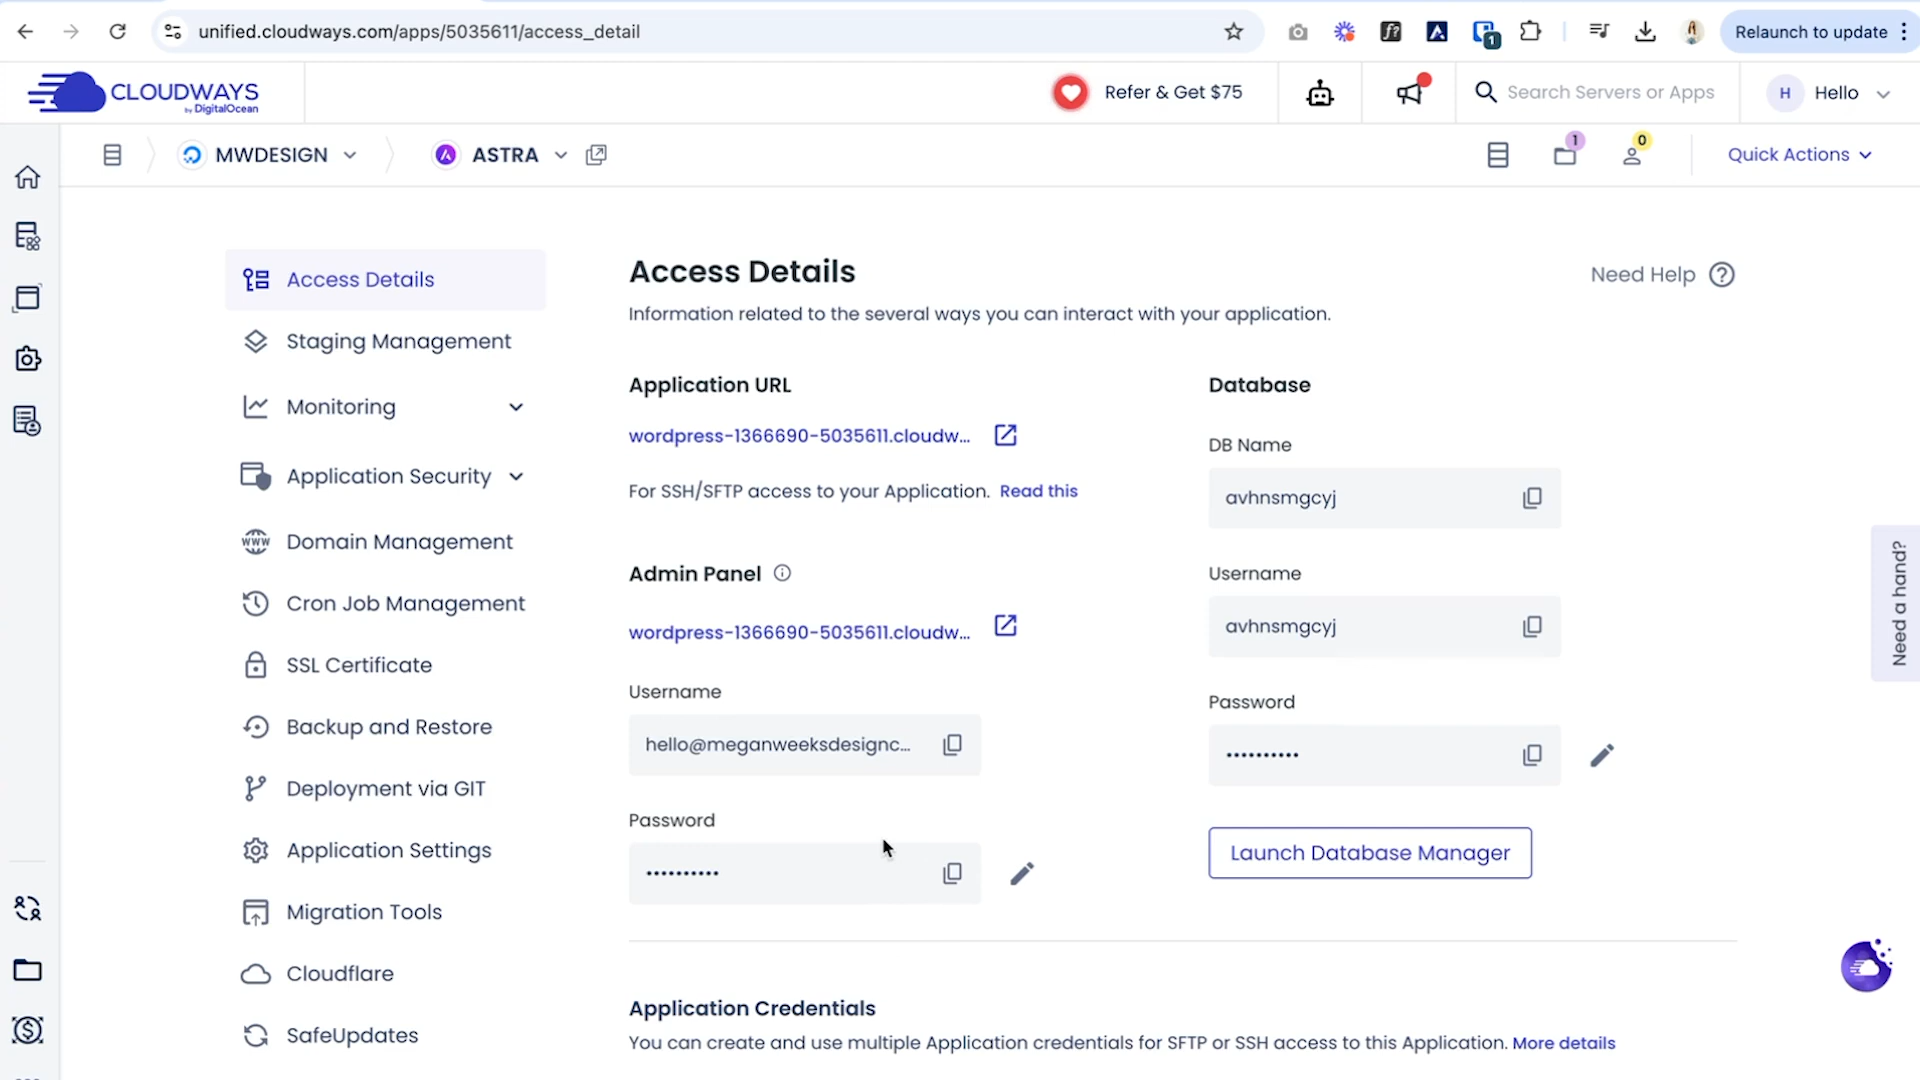 unified.cloudways.com/apps/5035611/access_detail
f?
1
Relaunch to update
CLOUDWAYS
by DigitalOcean
Refer & Get $75
Search Servers or Apps
H
Hello
MWDESIGN
ASTRA
1
0
Quick Actions
Access Details
Staging Management
Monitoring
Application Security
WWW
Domain Management
Cron Job Management
SSL Certificate
Backup and Restore
Deployment via GIT
Application Settings
Migration Tools
Cloudflare
SafeUpdates
Access Details
Need Help
Information related to the several ways you can interact with your application.
Application URL
wordpress-1366690-5035611.cloudw...
For SSH/SFTP access to your Application. Read this
Admin Panel
wordpress-1366690-5035611.cloudw...
Username
hello@meganweeksdesignc...
Password
••••••••••
Database
DB Name
avhnsmgcyj
Username
avhnsmgcyj
Password
••••••••••
Launch Database Manager
Need a hand?
Application Credentials
You can create and use multiple Application credentials for SFTP or SSH access to this Application. More details